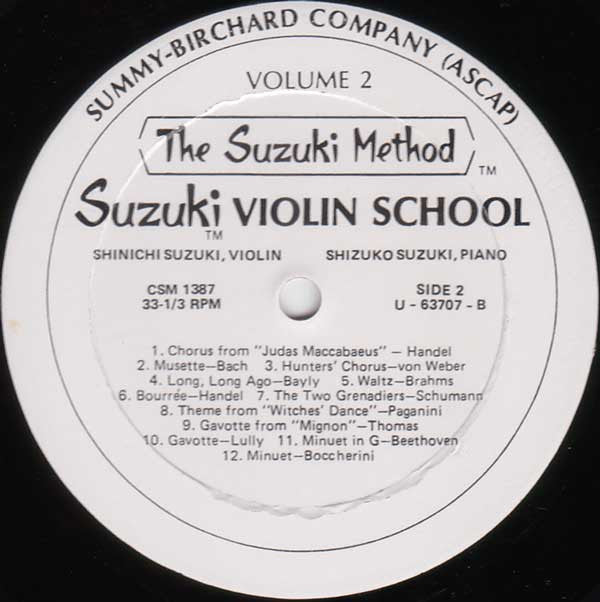 SUMMY-BIRCHARD COMPANY (ASCAP)
VOLUME 2
The Suzuki Method
TM
Suzuki VIOLIN SCHOOL
TM
SHINICHI SUZUKI, VIOLIN SHIZUKO SUZUKI, PIANO
CSM 1387 SIDE 2
33-1/3 RPM U - 63707 - B
1. Chorus from "Judas Maccabaeus" – Handel
2. Musette–Bach 3. Hunters' Chorus–von Weber
4. Long, Long Ago–Bayly 5. Waltz–Brahms
6. Bourrée–Handel 7. The Two Grenadiers–Schumann
8. Theme from "Witches' Dance"–Paganini
9. Gavotte from "Mignon"–Thomas
10. Gavotte–Lully 11. Minuet in G–Beethoven
12. Minuet–Boccherini